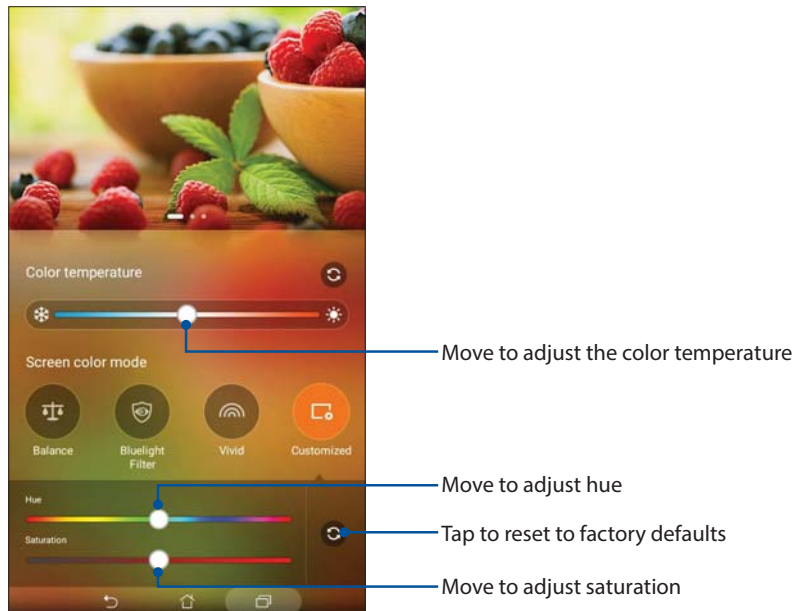 Color temperature
Move to adjust the color temperature
Screen color mode
Balance
Bluelight
Filter
Vivid
Customized
Move to adjust hue
Hue
Tap to reset to factory defaults
Saturation
Move to adjust saturation